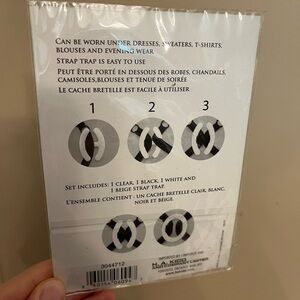 Can be worn under dresses, sweaters, t-shirts,
blouses and evening wear
Strap trap is easy to use
Peut être porté en dessous des robes, chandails,
camisoles, blouses et tenue de soirée
Le cache bretelle est facile à utiliser
1 2 3
Set includes: 1 clear, 1 black, 1 white and
1 beige strap trap.
L'ensemble contient : un cache bretelle clair, blanc,
noir et beige.
3044712
H.A. KIDD